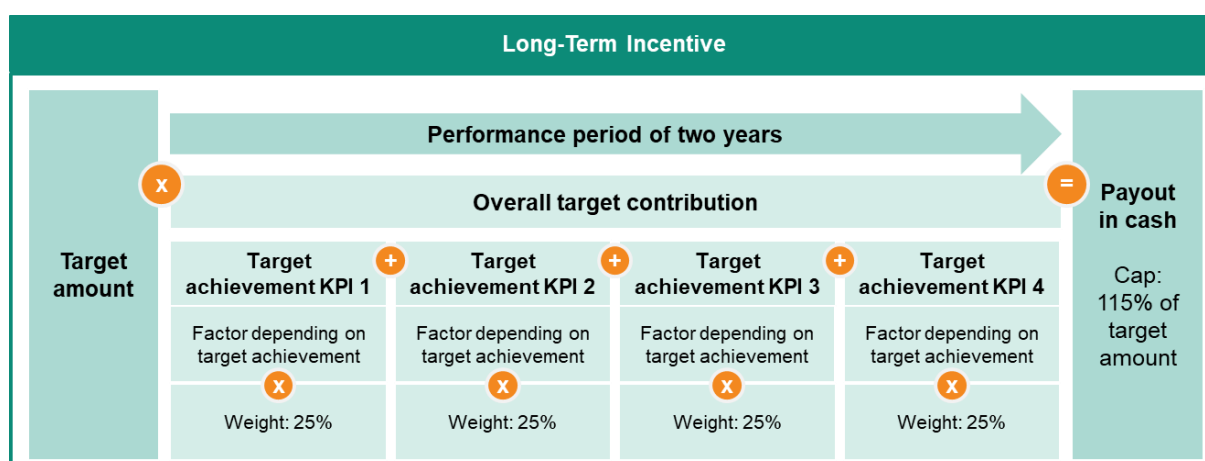 Long-Term Incentive
Performance period of two years
x
=
Overall target contribution
Target
amount
Payout
in cash
Cap:
115% of
target
amount
Target
achievement KPI 1
+
Target
achievement KPI 2
+
Target
achievement KPI 3
+
Target
achievement KPI 4
Factor depending on
target achievement
Factor depending on
target achievement
Factor depending on
target achievement
Factor depending on
target achievement
x
x
x
x
Weight: 25%
Weight: 25%
Weight: 25%
Weight: 25%